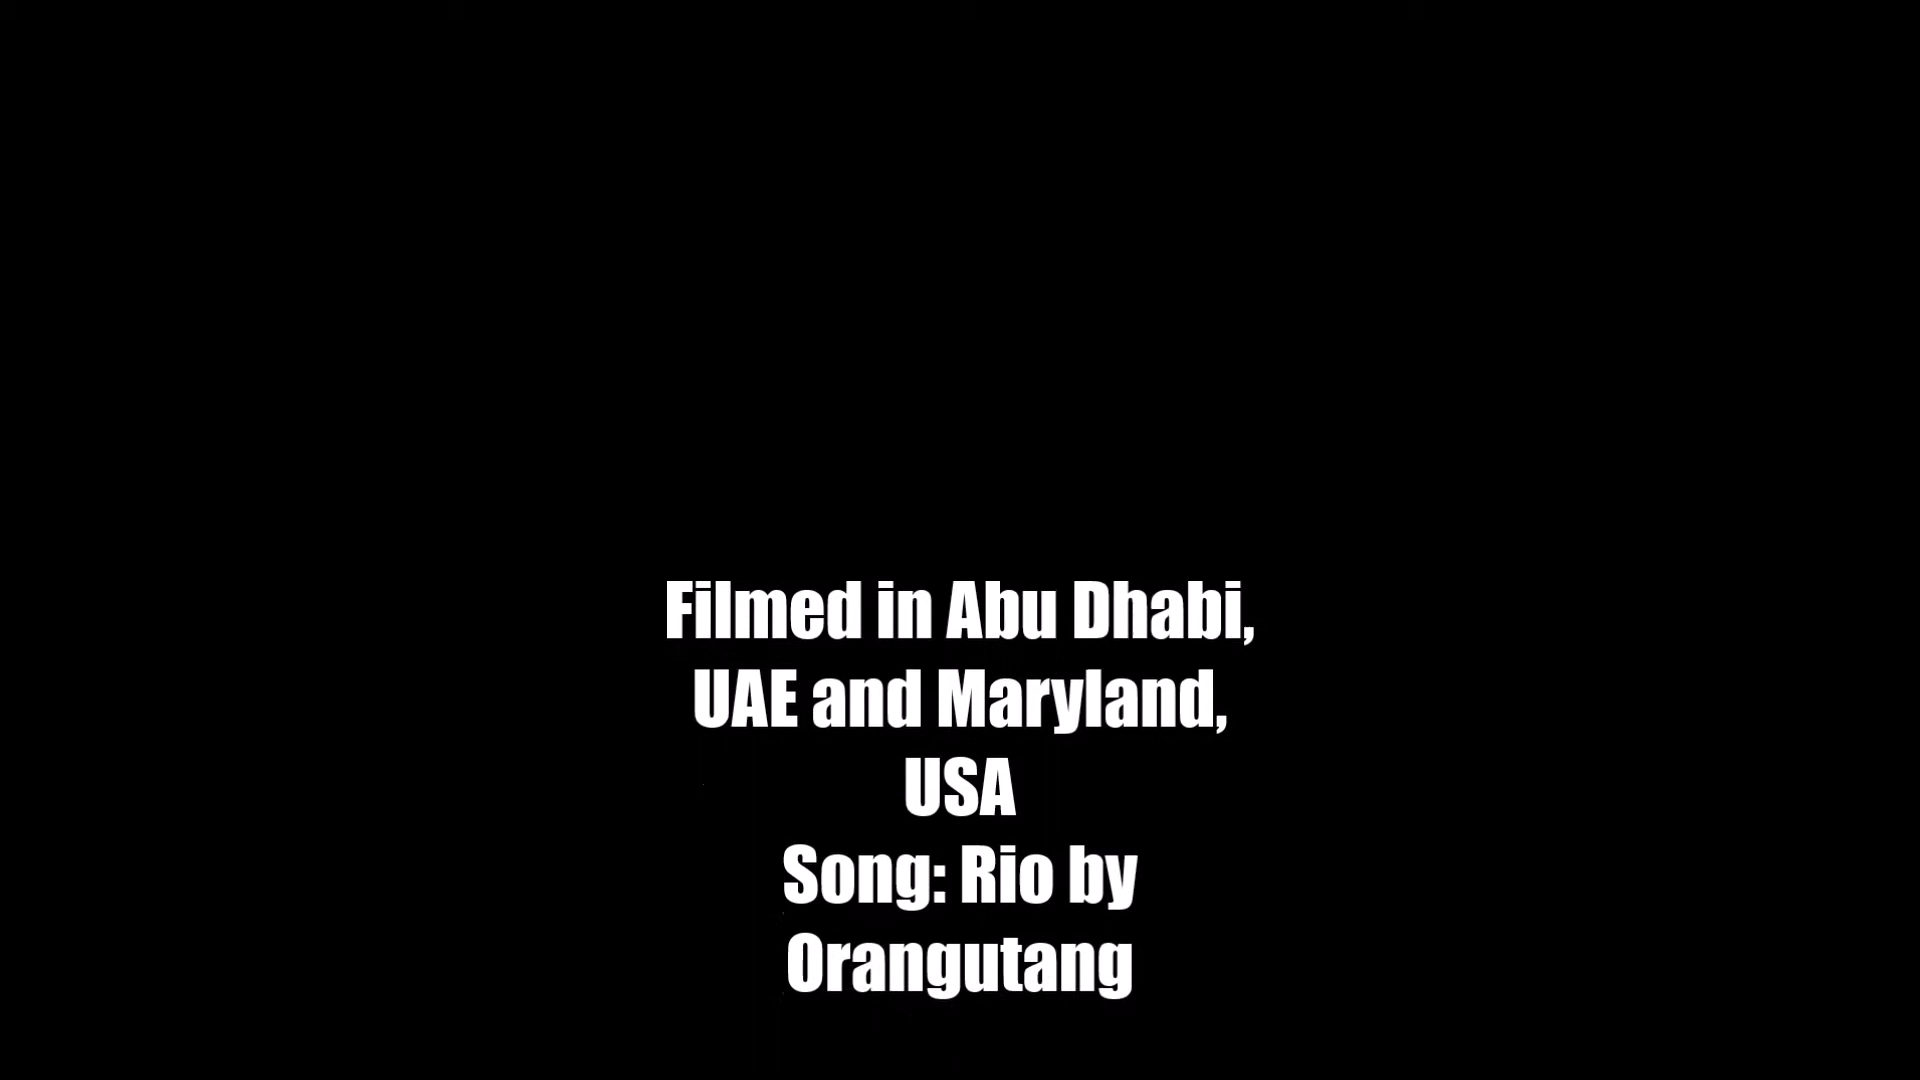 Filmed in Abu Dhabi,
UAE and Maryland,
USA
Song: Rio by
Orangutang